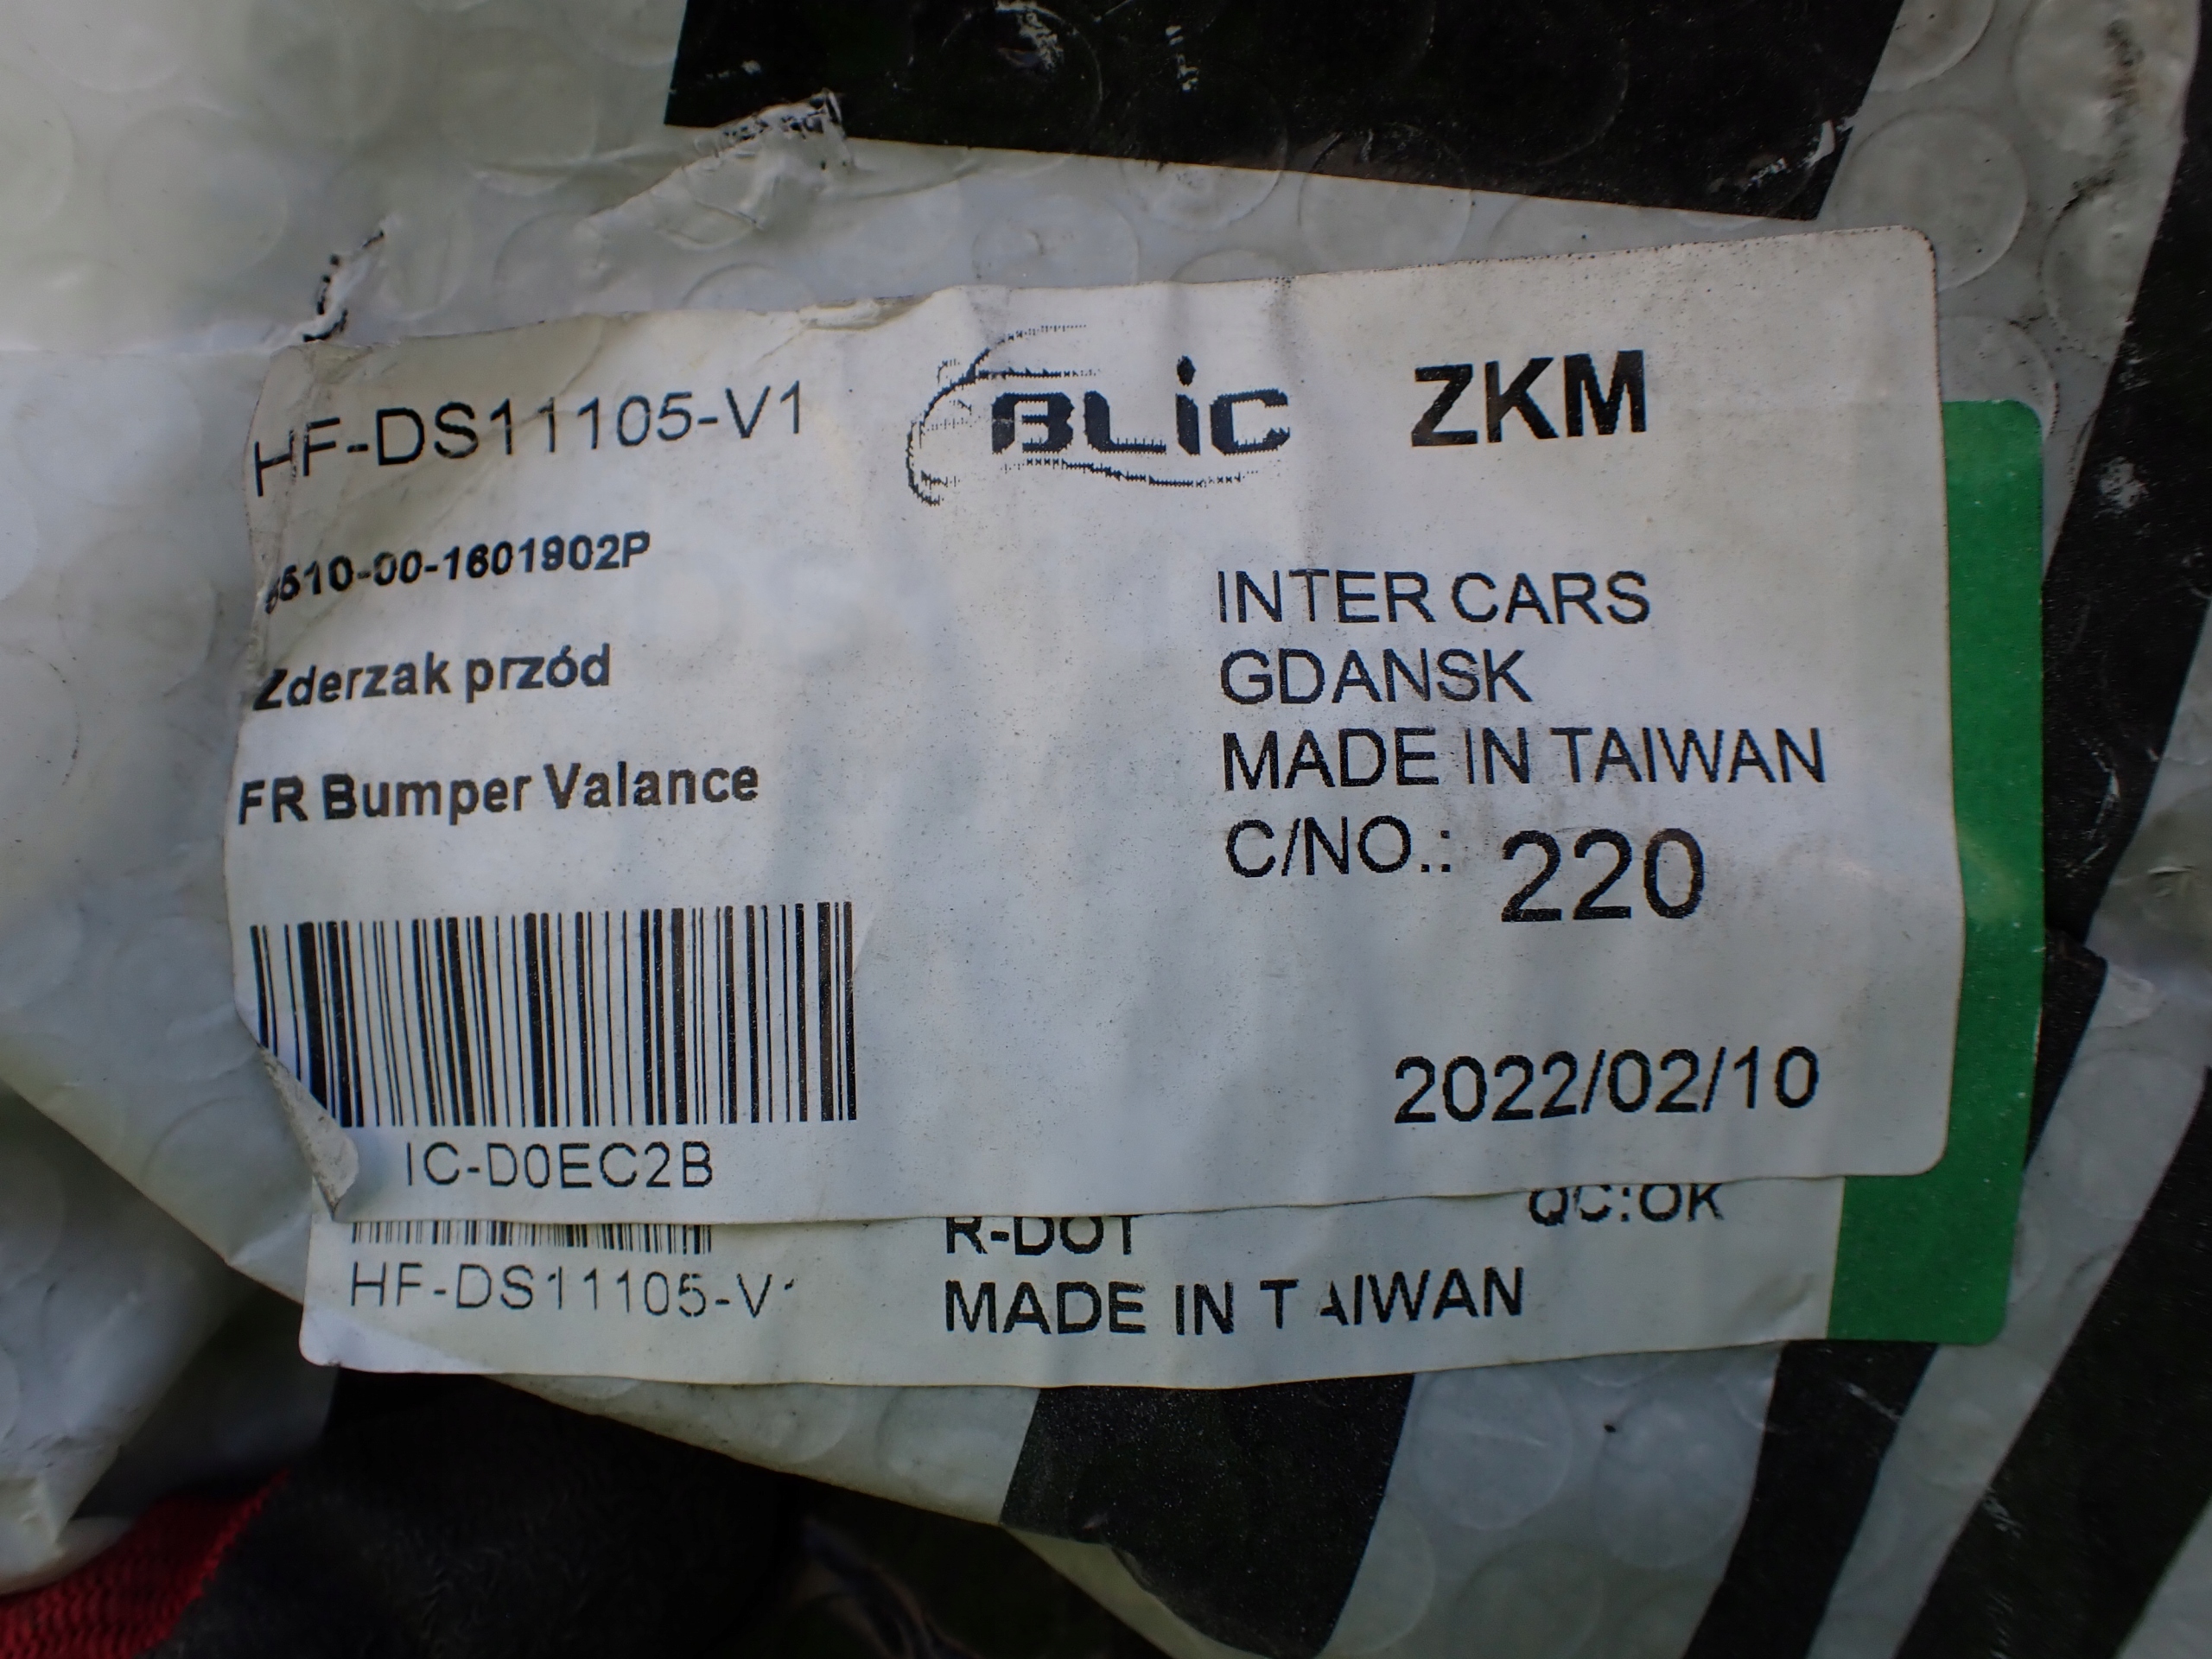 HF-DS11105-V1
BLiC
ZKM
5510-00-1601902P
Zderzak przód
FR Bumper Valance
INTER CARS
GDANSK
MADE IN TAIWAN
C/NO.: 220
2022/02/10
IC-D0EC2B
R-DOT
QC:OK
HF-DS11105-V1
MADE IN TAIWAN